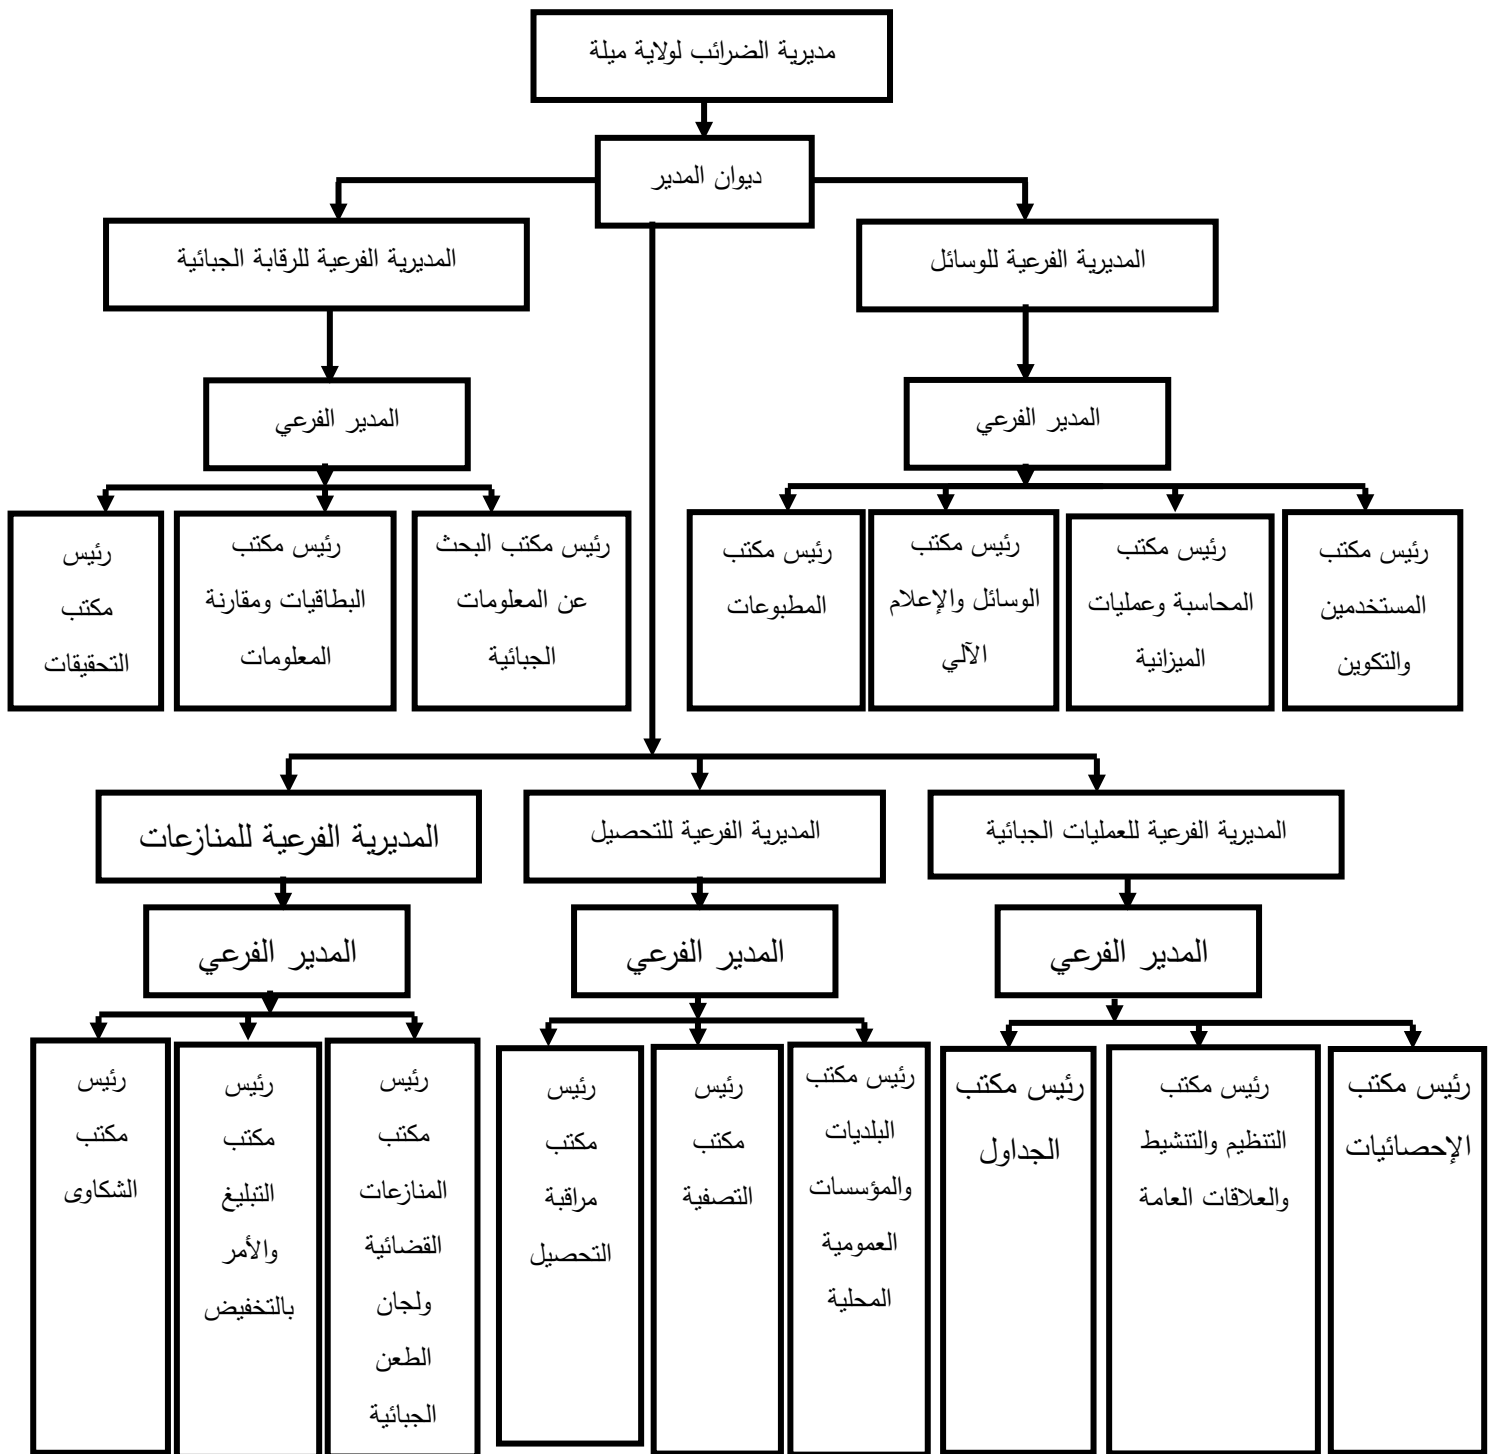 مديرية الضرائب لولاية ميلة
ديوان المدير
المديرية الفرعية للوسائل
المديرية الفرعية للرقابة الجبائية
المدير الفرعي
المدير الفرعي
رئيس مكتب
المستخدمين
والتكوين
رئيس مكتب
المحاسبة وعمليات
الميزانية
رئيس مكتب
الوسائل والإعلام
الآلي
رئيس مكتب
المطبوعات
رئيس مكتب البحث
عن المعلومات
الجبائية
رئيس مكتب
البطاقيات ومقارنة
المعلومات
رئيس
مكتب
التحقيقات
المديرية الفرعية للعمليات الجبائية
المديرية الفرعية للتحصيل
المديرية الفرعية للمنازعات
المدير الفرعي
المدير الفرعي
المدير الفرعي
رئيس مكتب
الإحصائيات
رئيس مكتب
التنظيم والتنشيط
والعلاقات العامة
رئيس مكتب
الجداول
رئيس مكتب
البلديات
والمؤسسات
العمومية
المحلية
رئيس
مكتب
التصفية
رئيس
مكتب
مراقبة
التحصيل
رئيس
مكتب
المنازعات
القضائية
ولجان
الطعن
الجبائية
رئيس
مكتب
التبليغ
والأمر
بالتخفيض
رئيس
مكتب
الشكاوى